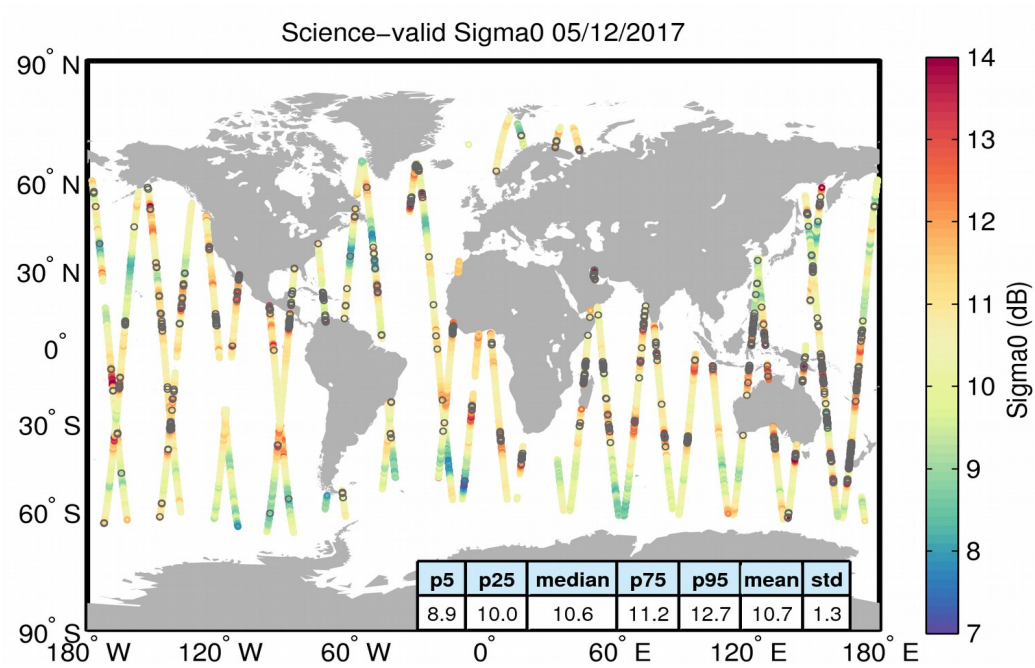 Science−valid Sigma0 05/12/2017
90° N
60° N
30° N
0°
30° S
60° S
90° S
180° W 120° W 60° W 0° 60° E 120° E 180° E
14
13
12
11
10
9
8
7
Sigma0 (dB)
p5 p25 median p75 p95 mean std
8.9 10.0 10.6 11.2 12.7 10.7 1.3